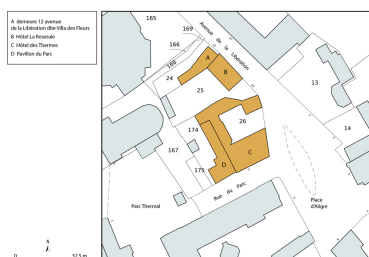 A demeure 12 avenue
de la Libération dite Villa des Fleurs
B Hôtel La Roseraie
C Hôtel des Thermes
D Pavillon du Parc
165
169
Avenue de la Libération
166
168
A
B
24
25
13
26
174
14
167
C
175
D
Parc Thermal
Rue du Parc
Place
d'Aligre
N
0
32.5 m